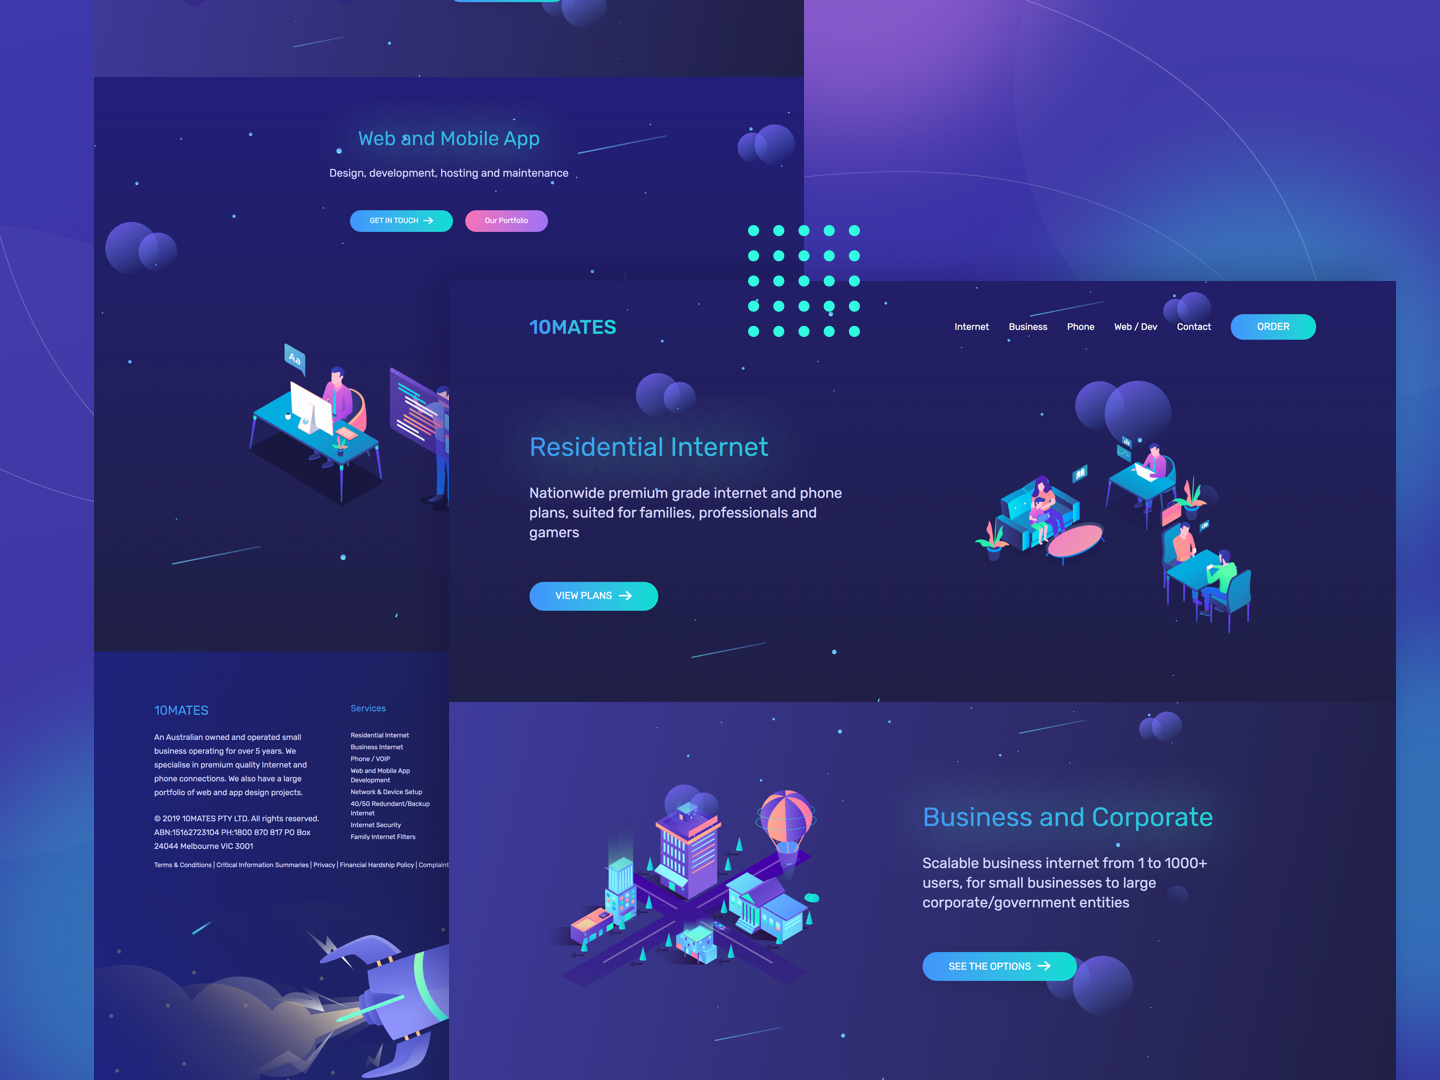 Web and Mobile App
Design, development, hosting and maintenance
GET IN TOUCH
Our Portfolio
Aa
10MATES
Internet
Business
Phone
Web / Dev
Contact
ORDER
Residential Internet
Nationwide premium grade internet and phone
plans, suited for families, professionals and
gamers
VIEW PLANS
Business and Corporate
Scalable business internet from 1 to 1000+
users, for small businesses to large
corporate/government entities
SEE THE OPTIONS
10MATES
An Australian owned and operated small
business operating for over 5 years. We
specialise in premium quality Internet and
phone connections. We also have a large
portfolio of web and app design projects.
© 2019 10MATES PTY LTD. All rights reserved.
ABN:15162723104 PH:1800 870 817 PO Box
24044 Melbourne VIC 3001
Terms & Conditions | Critical Information Summaries | Privacy | Financial Hardship Policy | Complaint
Services
Residential Internet
Business Internet
Phone / VOIP
Web and Mobile App
Development
Network & Device Setup
4G/5G Redundant/Backup
Internet
Internet Security
Family Internet Filters